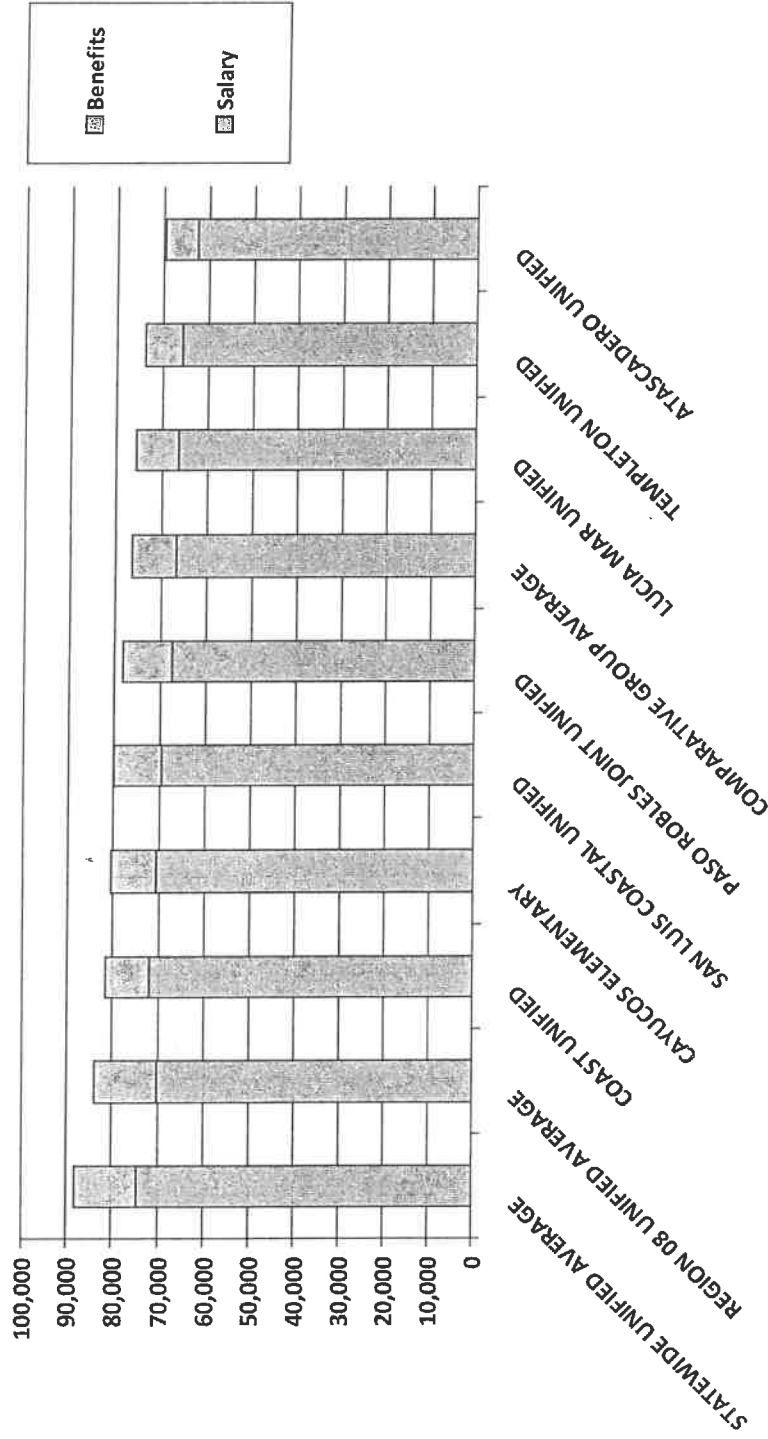 Benefits
Salary
100,000
90,000
80,000
70,000
60,000
50,000
40,000
30,000
20,000
10,000
0
STATEWIDE UNIFIED AVERAGE
REGION 08 UNIFIED AVERAGE
COAST UNIFIED
CAYUCOS ELEMENTARY
SAN LUIS COASTAL UNIFIED
PASO ROBLES JOINT UNIFIED
COMPARATIVE GROUP AVERAGE
LUCIA MAR UNIFIED
TEMPLETON UNIFIED
ATASCADERO UNIFIED